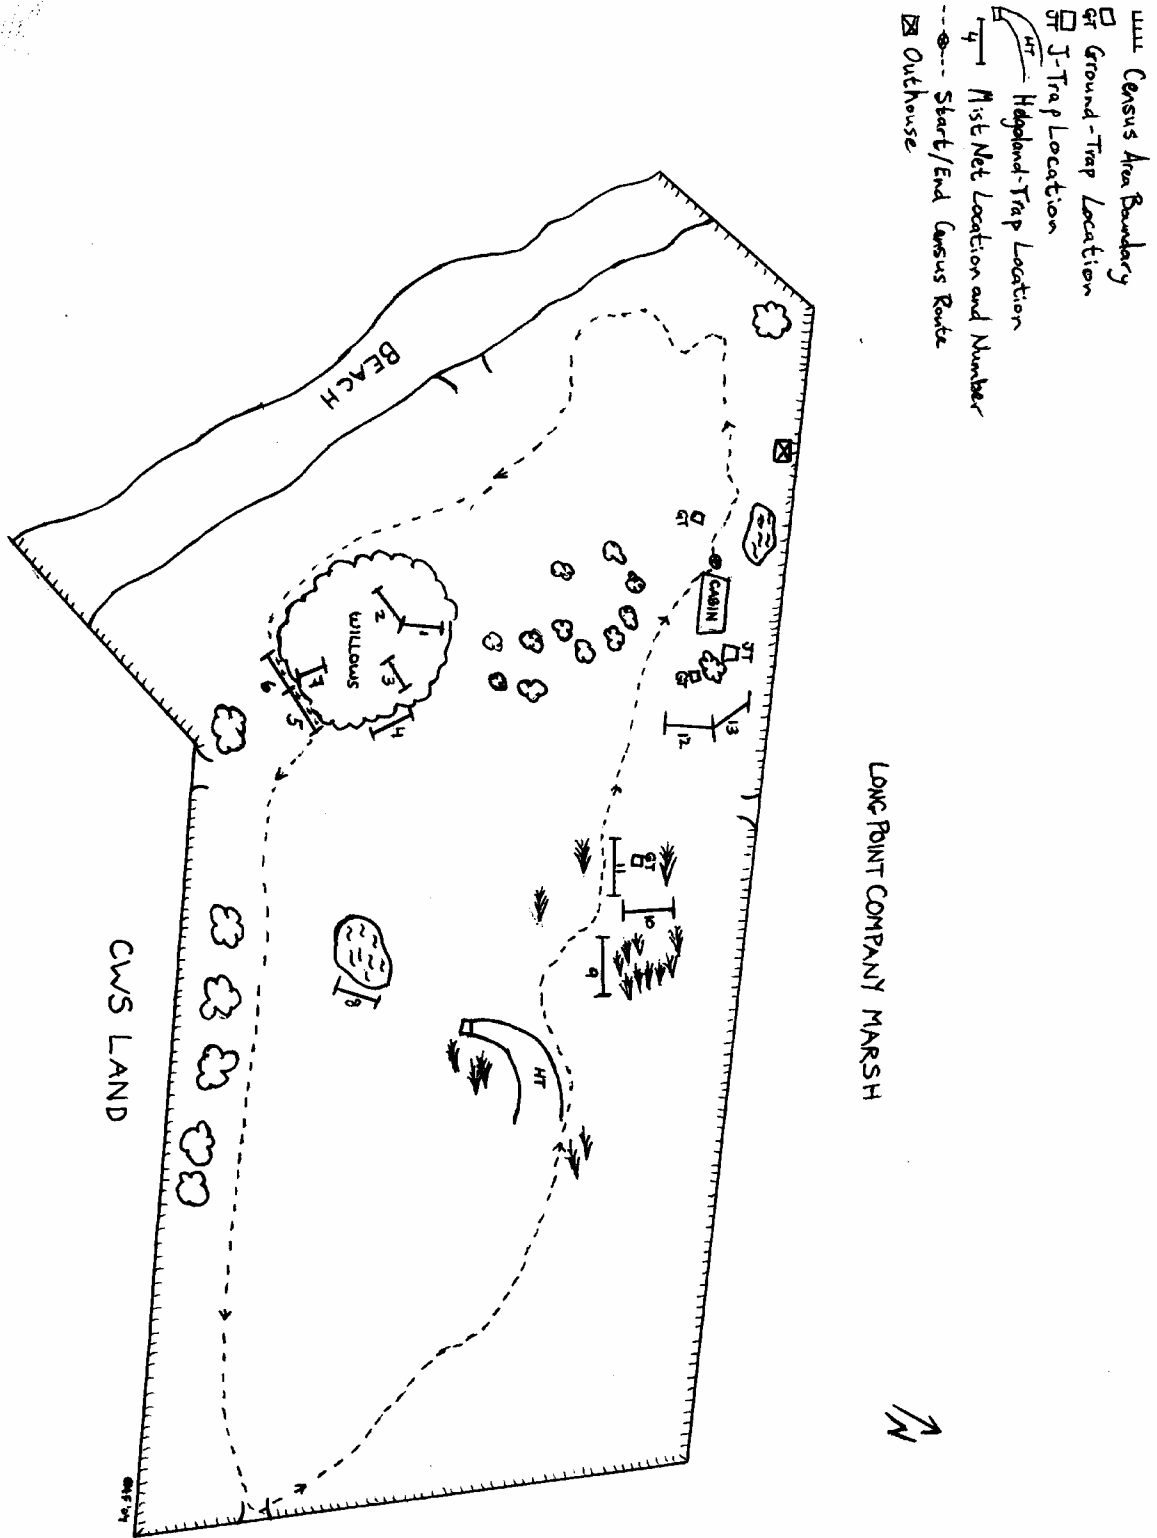 Census Area Boundary
GT Ground-Trap Location
JT J-Trap Location
HT Helgoland-Trap Location
4 Mist Net Location and Number
Start/End Census Route
Outhouse
LONG POINT COMPANY MARSH
N
GT
CABIN
JT
GT
13
12
BEACH
WILLOWS
1
2
3
4
5
6
7
GT
11
10
9
8
HT
CWS LAND